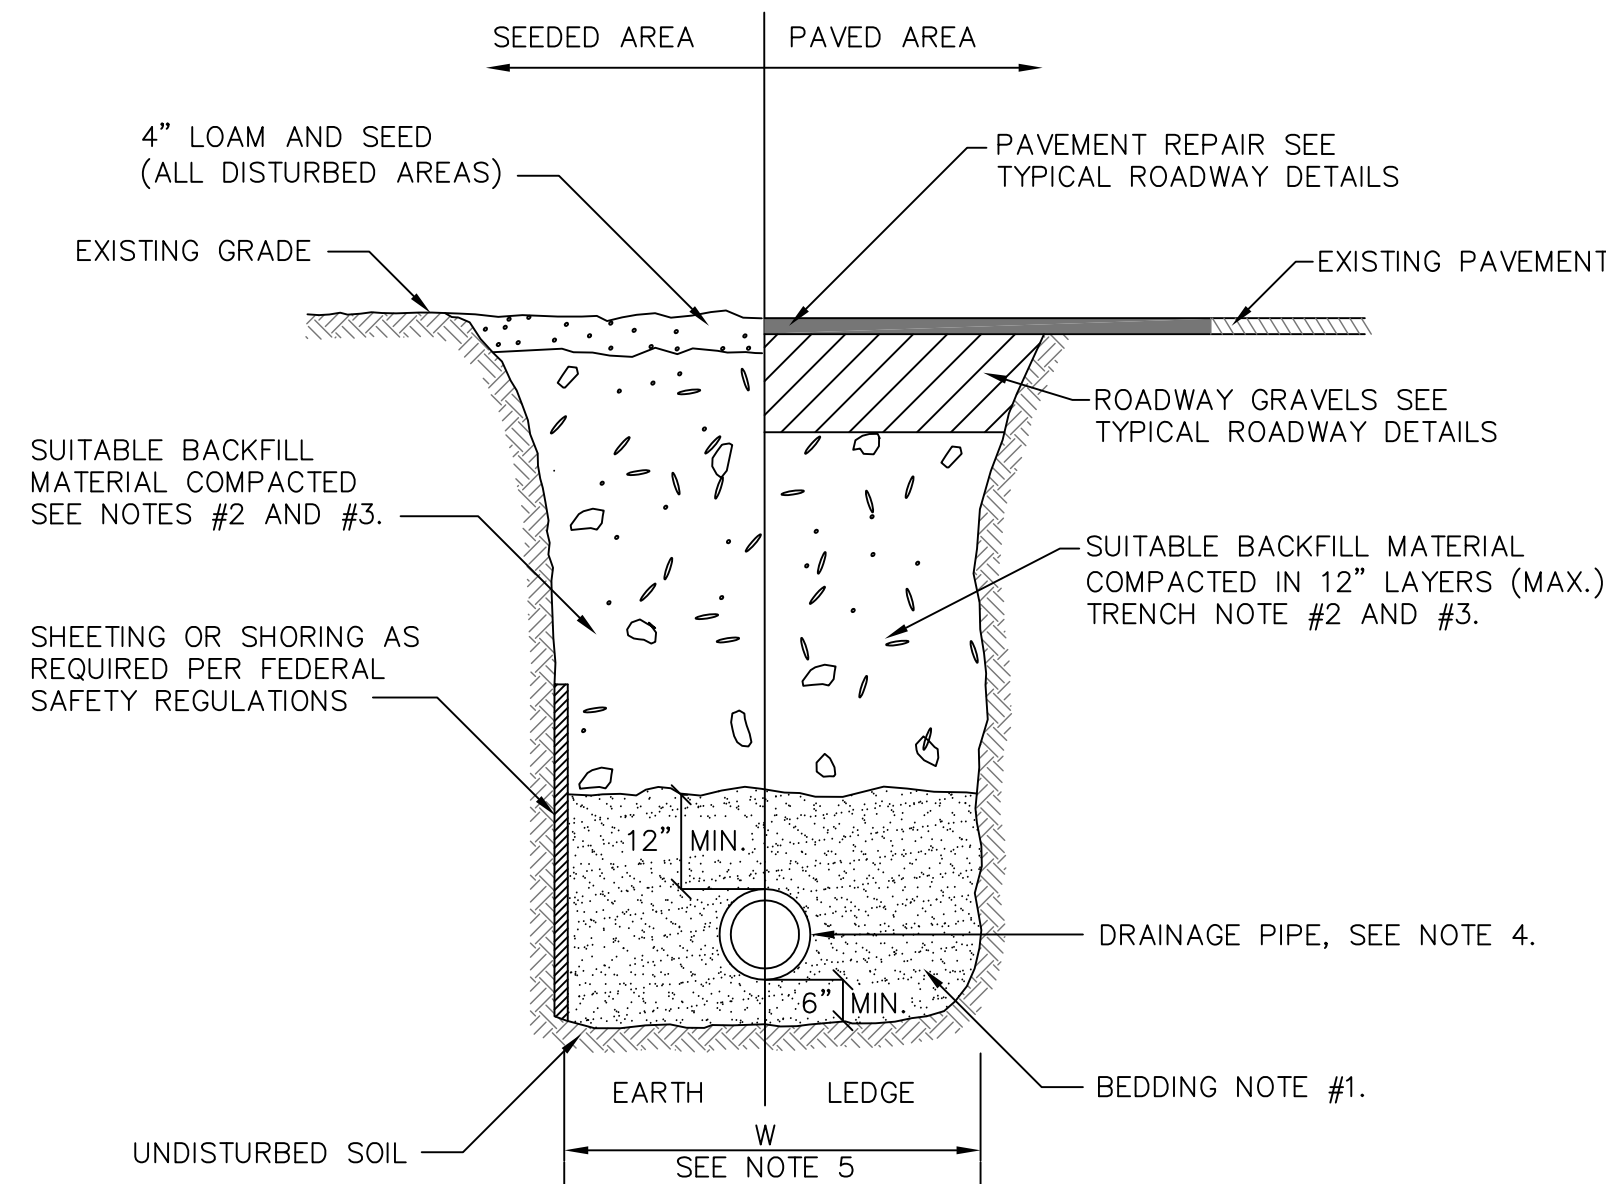 SEEDED AREA
PAVED AREA
4" LOAM AND SEED
(ALL DISTURBED AREAS)
PAVEMENT REPAIR SEE
TYPICAL ROADWAY DETAILS
EXISTING GRADE
EXISTING PAVEMENT
ROADWAY GRAVELS SEE
TYPICAL ROADWAY DETAILS
SUITABLE BACKFILL
MATERIAL COMPACTED
SEE NOTES #2 AND #3.
SUITABLE BACKFILL MATERIAL
COMPACTED IN 12" LAYERS (MAX.)
TRENCH NOTE #2 AND #3.
SHEETING OR SHORING AS
REQUIRED PER FEDERAL
SAFETY REGULATIONS
12" MIN.
DRAINAGE PIPE, SEE NOTE 4.
6" MIN.
BEDDING NOTE #1.
EARTH
LEDGE
UNDISTURBED SOIL
W
SEE NOTE 5